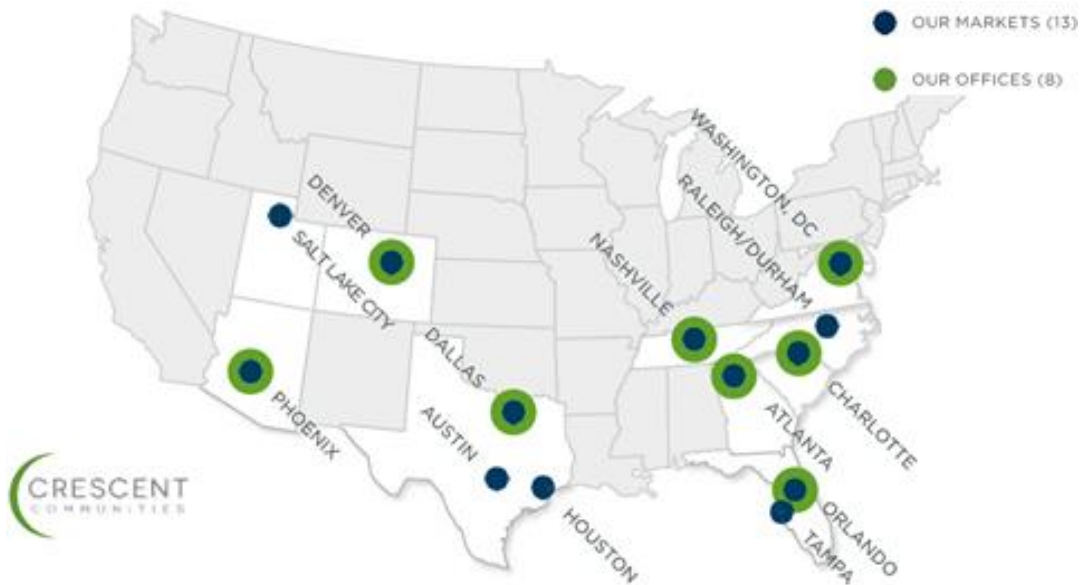 OUR MARKETS (13)
OUR OFFICES (8)
WASHINGTON, DC
RALEIGH/DURHAM
NASHVILLE
DENVER
SALT LAKE CITY
DALLAS
AUSTIN
PHOENIX
HOUSTON
CHARLOTTE
ATLANTA
ORLANDO
TAMPA
CRESCENT
COMMUNITIES